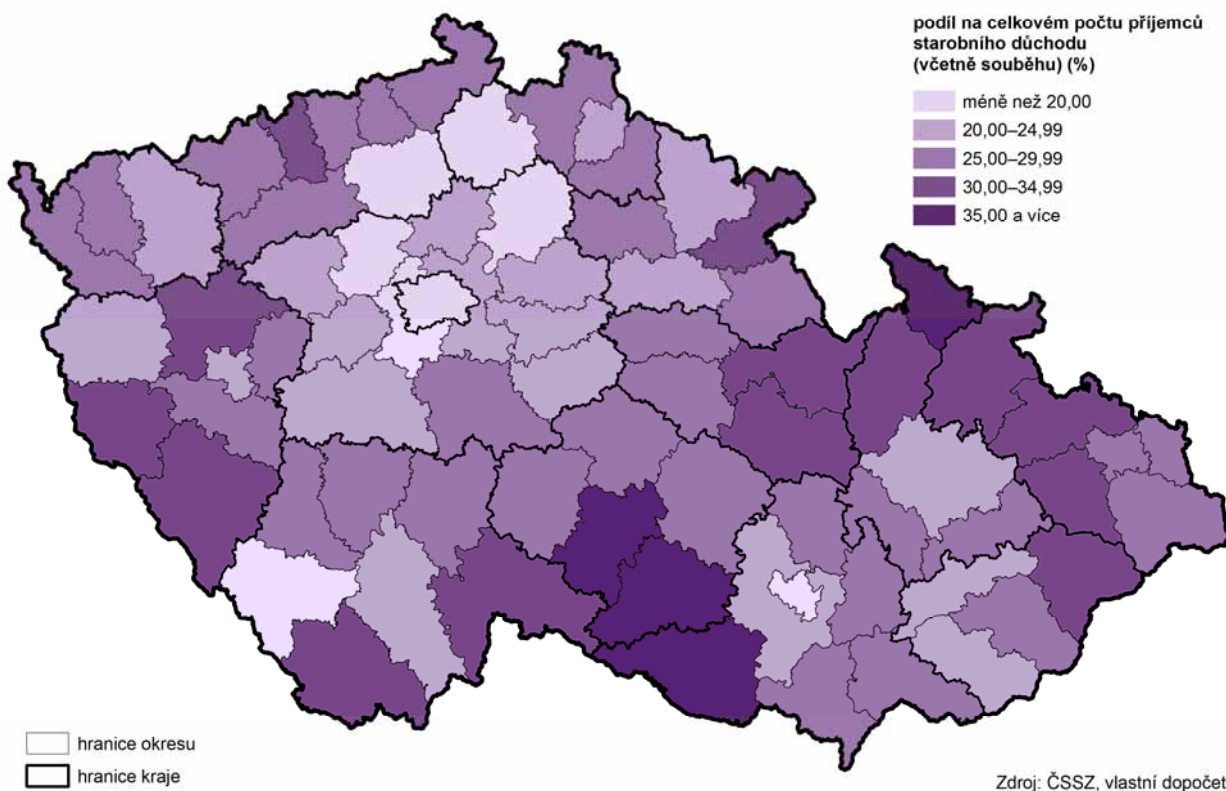 podíl na celkovém počtu příjemců
starobního důchodu
(včetně souběhu) (%)
méně než 20,00
20,00–24,99
25,00–29,99
30,00–34,99
35,00 a více
hranice okresu
hranice kraje
Zdroj: ČSSZ, vlastní dopočet